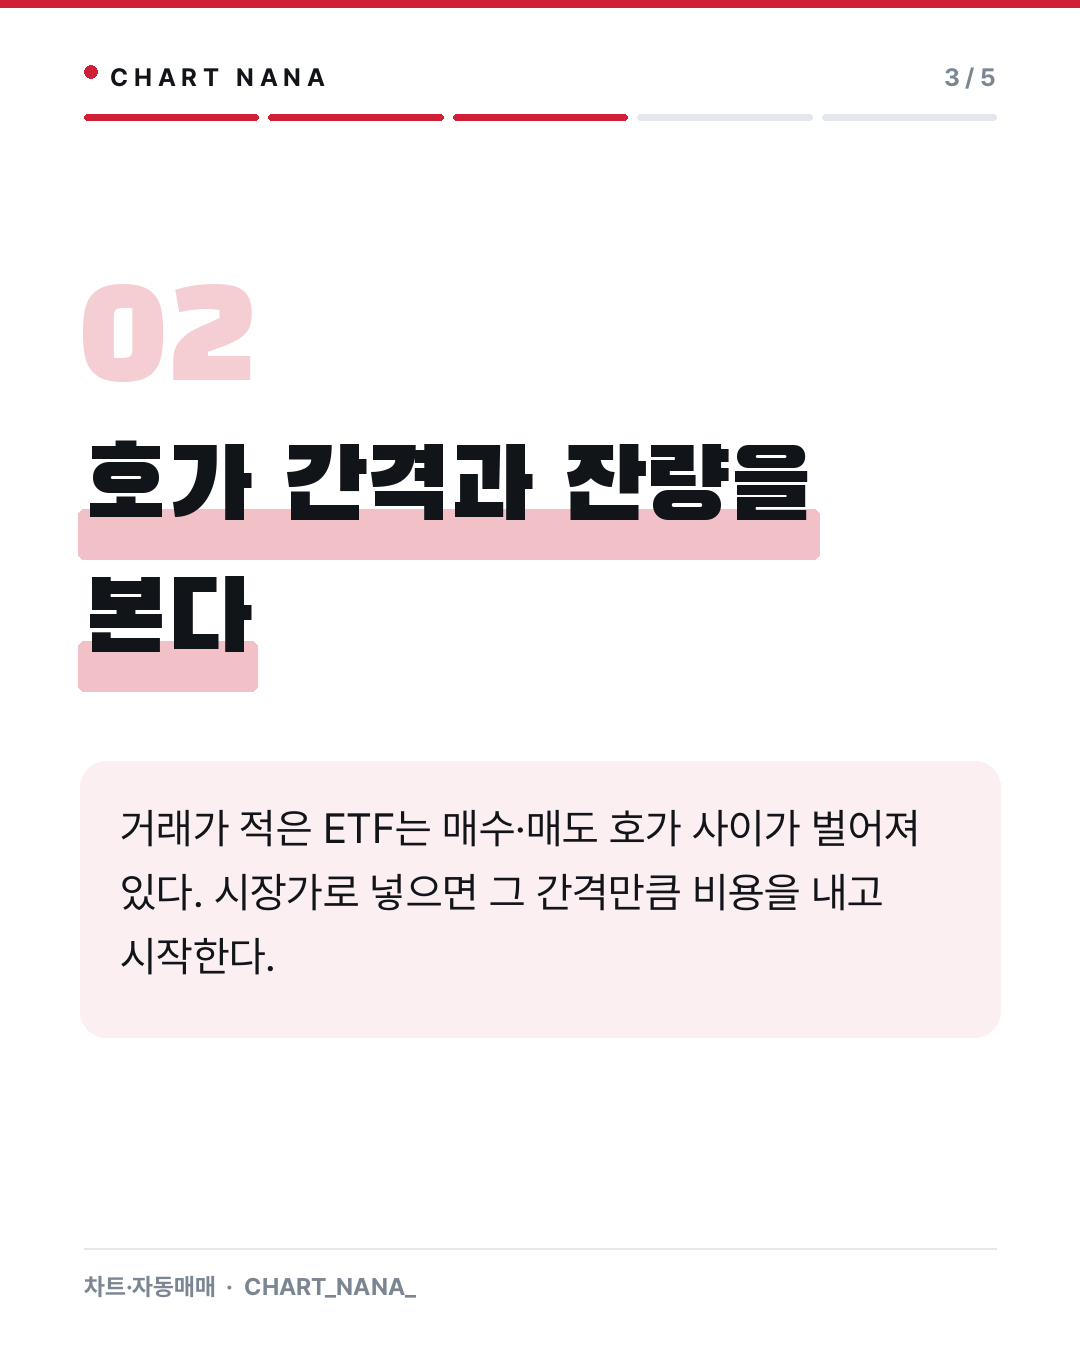 CHART NANA
3/5
02
호가 간격과 잔량을
본다
거래가 적은 ETF는 매수·매도 호가 사이가 벌어져
있다. 시장가로 넣으면 그 간격만큼 비용을 내고
시작한다.
차트·자동매매 · CHART_NANA_